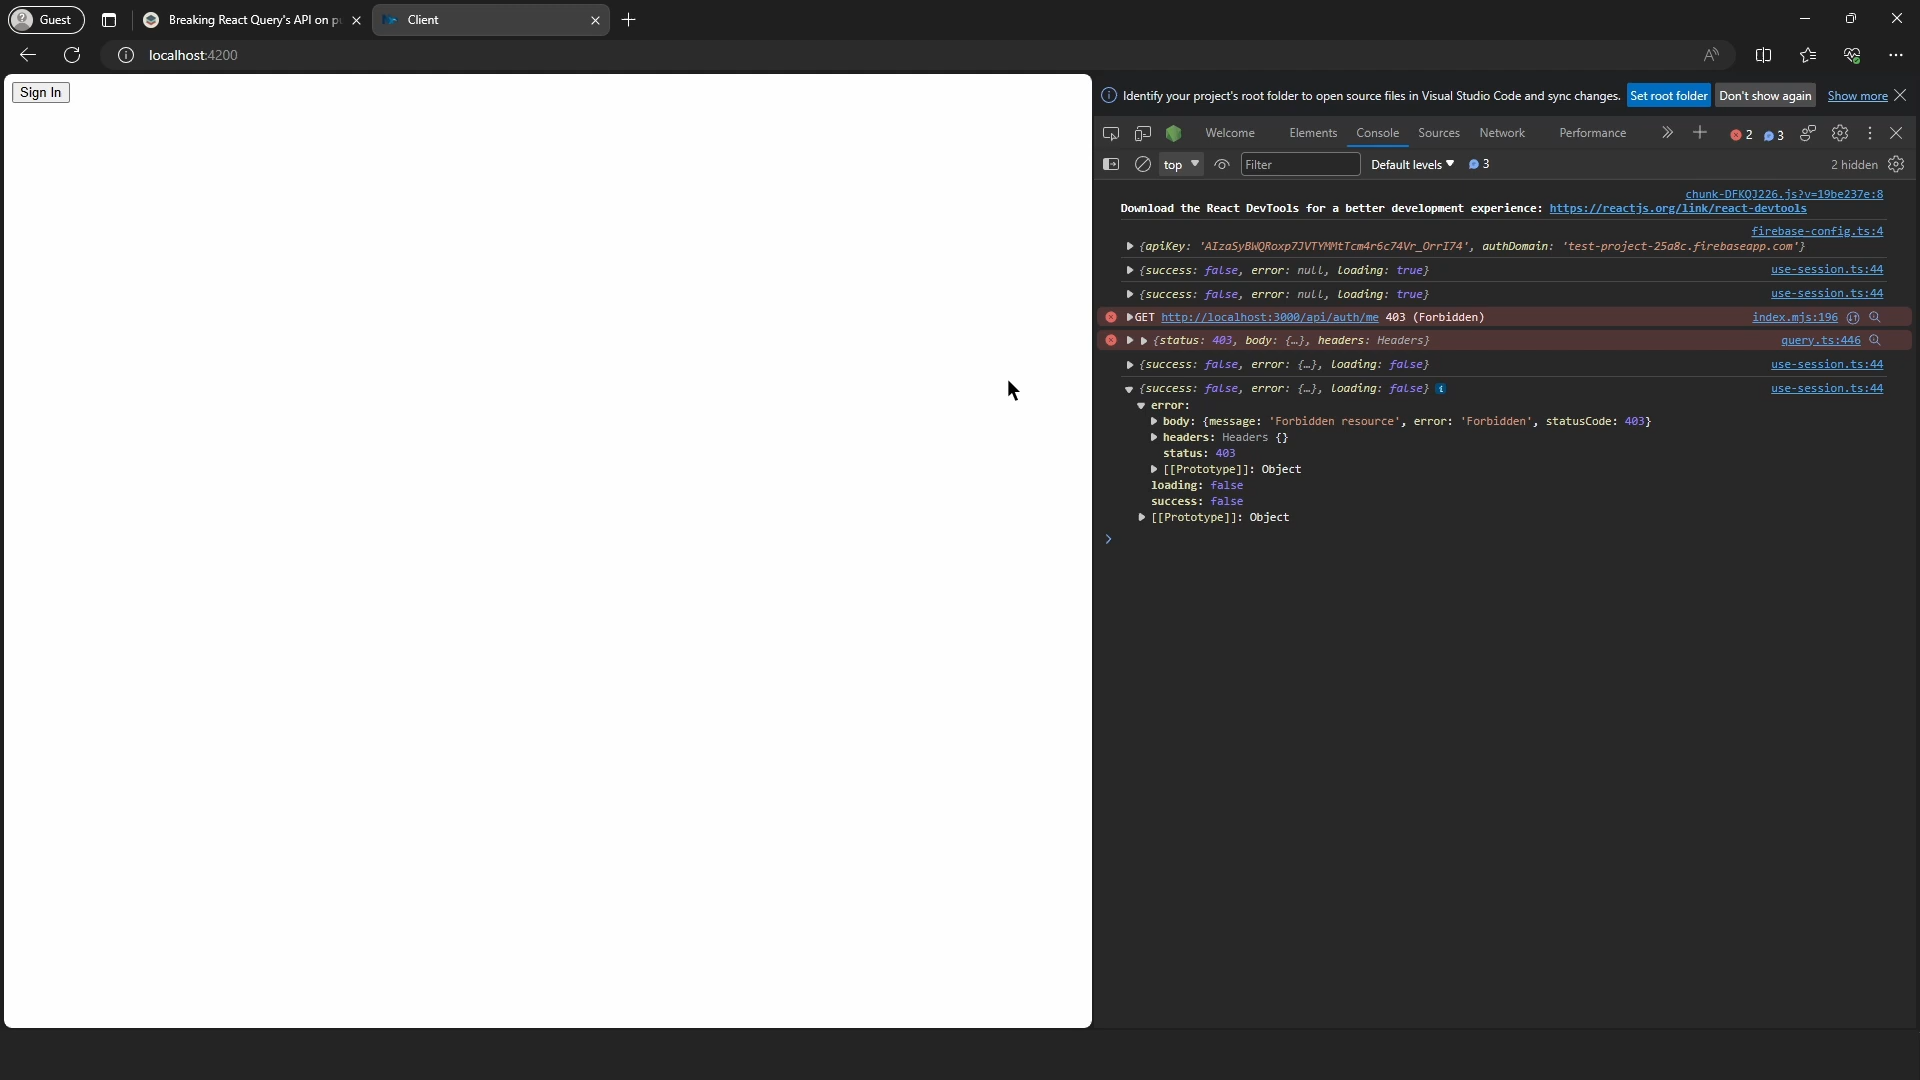 Guest
Breaking React Query's API on pu
Client
localhost:4200
Sign In
Identify your project's root folder to open source files in Visual Studio Code and sync changes. Set root folder Don't show again Show more
Welcome Elements Console Sources Network Performance 2 3
top Filter Default levels 3 2 hidden
chunk-DFKQJ226.js?v=19be237e:8
Download the React DevTools for a better development experience: https://reactjs.org/link/react-devtools
firebase-config.ts:4
{apiKey: 'AIzaSyBWQRoxp7JVTYMMtTcm4r6c74Vr_OrrI74', authDomain: 'test-project-25a8c.firebaseapp.com'}
{success: false, error: null, loading: true} use-session.ts:44
{success: false, error: null, loading: true} use-session.ts:44
GET http://localhost:3000/api/auth/me 403 (Forbidden) index.mjs:196
{status: 403, body: {…}, headers: Headers} query.ts:446
{success: false, error: {…}, loading: false} use-session.ts:44
{success: false, error: {…}, loading: false} i use-session.ts:44
error:
body: {message: 'Forbidden resource', error: 'Forbidden', statusCode: 403}
headers: Headers {}
status: 403
[[Prototype]]: Object
loading: false
success: false
[[Prototype]]: Object